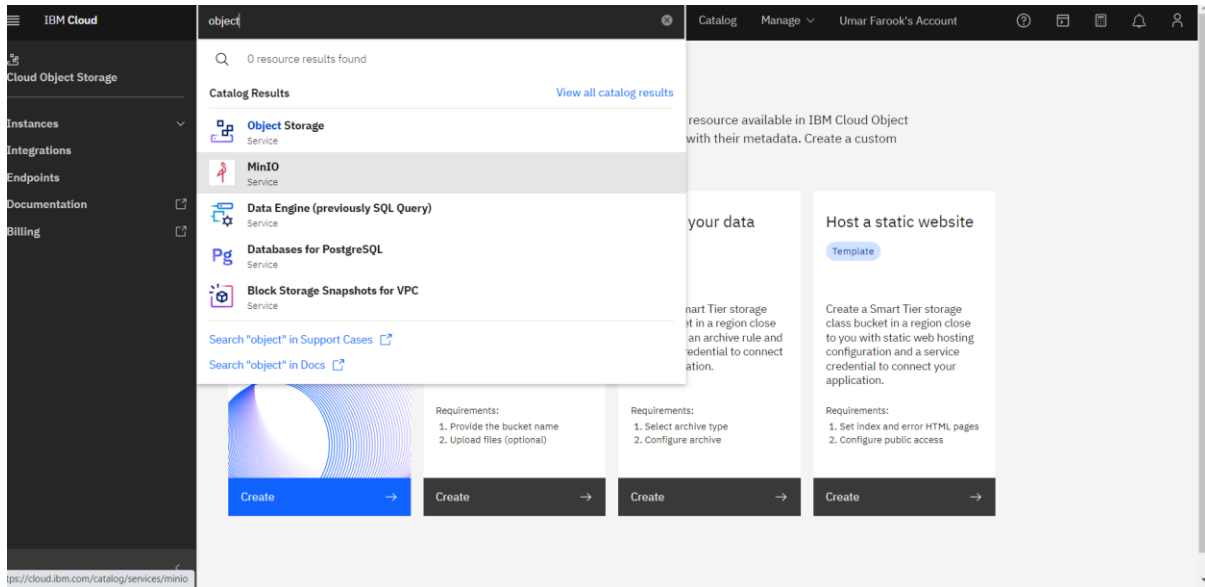 IBM Cloud
object
Catalog
Manage
Umar Farook's Account
Cloud Object Storage
Instances
Integrations
Endpoints
Documentation
Billing
0 resource results found
Catalog Results
View all catalog results
Object Storage
Service
MinIO
Service
Data Engine (previously SQL Query)
Service
Databases for PostgreSQL
Service
Block Storage Snapshots for VPC
Service
Search "object" in Support Cases
Search "object" in Docs
resource available in IBM Cloud Object
with their metadata. Create a custom
Create
Requirements:
1. Provide the bucket name
2. Upload files (optional)
Create
your data
Tier storage
in a region close
an archive rule and
to connect
Requirements:
1. Select archive type
2. Configure archive
Create
Host a static website
Template
Create a Smart Tier storage
class bucket in a region close
to you with static web hosting
configuration and a service
credential to connect your
application.
Requirements:
1. Set index and error HTML pages
2. Configure public access
Create
tps://cloud.ibm.com/catalog/services/minio